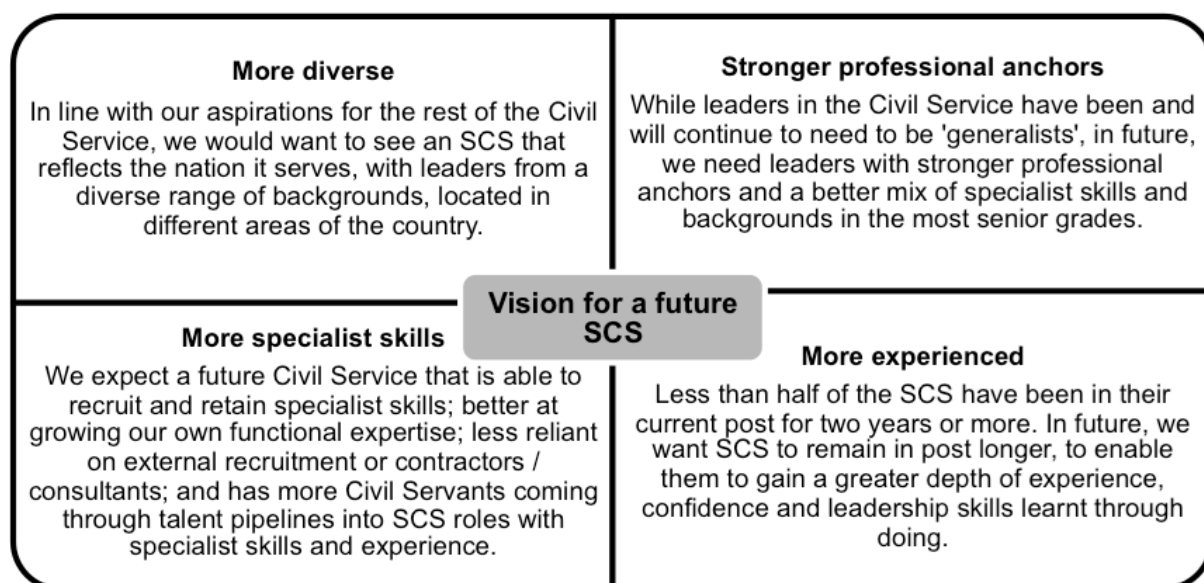 More diverse
In line with our aspirations for the rest of the Civil
Service, we would want to see an SCS that
reflects the nation it serves, with leaders from a
diverse range of backgrounds, located in
different areas of the country.
Stronger professional anchors
While leaders in the Civil Service have been and
will continue to need to be 'generalists', in future,
we need leaders with stronger professional
anchors and a better mix of specialist skills and
backgrounds in the most senior grades.
Vision for a future
SCS
More specialist skills
We expect a future Civil Service that is able to
recruit and retain specialist skills; better at
growing our own functional expertise; less reliant
on external recruitment or contractors /
consultants; and has more Civil Servants coming
through talent pipelines into SCS roles with
specialist skills and experience.
More experienced
Less than half of the SCS have been in their
current post for two years or more. In future, we
want SCS to remain in post longer, to enable
them to gain a greater depth of experience,
confidence and leadership skills learnt through
doing.